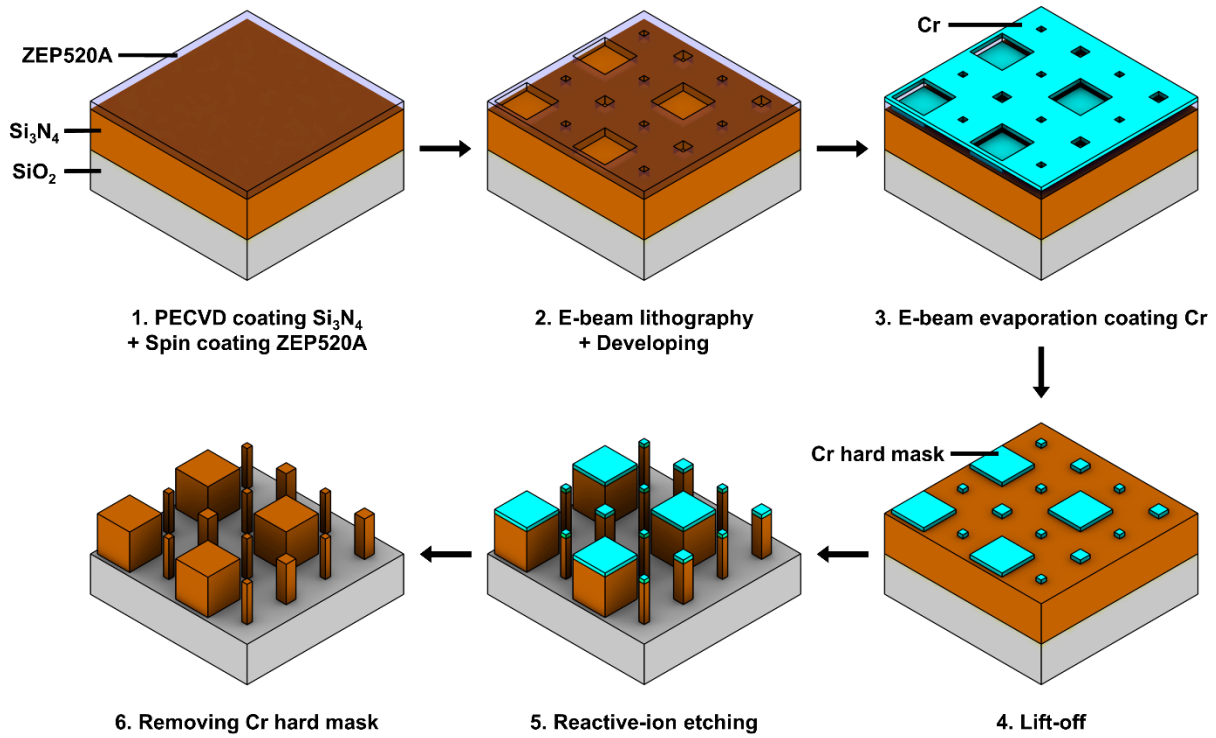 ZEP520A
Si₃N₄
SiO₂
Cr
1. PECVD coating Si₃N₄
+ Spin coating ZEP520A
2. E-beam lithography
+ Developing
3. E-beam evaporation coating Cr
Cr hard mask
4. Lift-off
5. Reactive-ion etching
6. Removing Cr hard mask